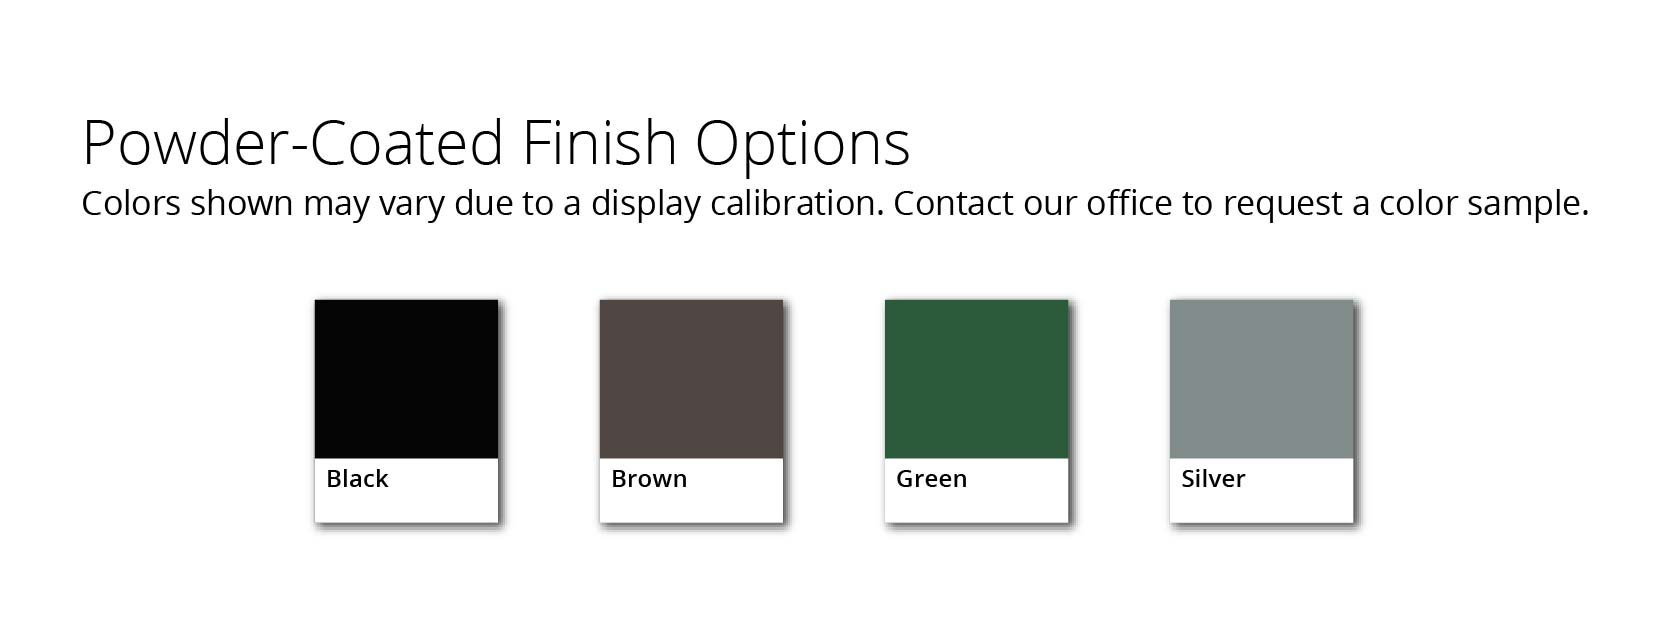 Powder-Coated Finish Options
Colors shown may vary due to a display calibration. Contact our office to request a color sample.
Black
Brown
Green
Silver